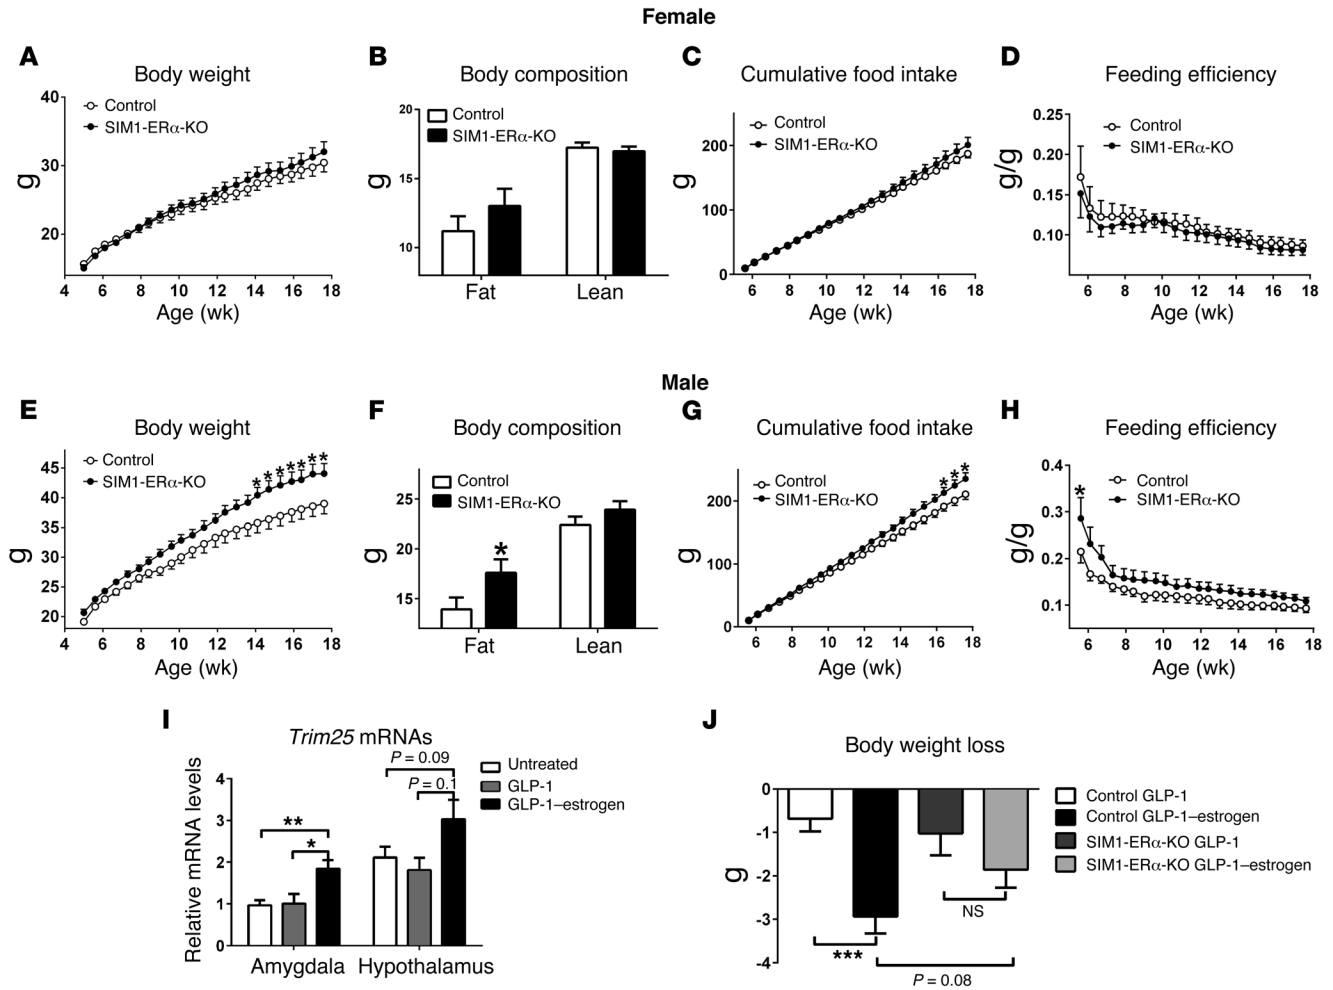 Female
A
Body weight
g
40
30
20
Control
SIM1-ERα-KO
4 6 8 10 12 14 16 18
Age (wk)
B
Body composition
g
20
15
10
Control
SIM1-ERα-KO
Fat Lean
C
Cumulative food intake
g
200
100
0
Control
SIM1-ERα-KO
6 8 10 12 14 16 18
Age (wk)
D
Feeding efficiency
g/g
0.25
0.20
0.15
0.10
Control
SIM1-ERα-KO
6 8 10 12 14 16 18
Age (wk)
Male
E
Body weight
g
45
40
35
30
25
20
Control
SIM1-ERα-KO
* * * * * * *
4 6 8 10 12 14 16 18
Age (wk)
F
Body composition
g
25
20
15
Control
SIM1-ERα-KO
*
Fat Lean
G
Cumulative food intake
g
200
100
0
Control
SIM1-ERα-KO
* * *
6 8 10 12 14 16 18
Age (wk)
H
Feeding efficiency
g/g
0.4
0.3
0.2
0.1
*
Control
SIM1-ERα-KO
6 8 10 12 14 16 18
Age (wk)
I
Trim25 mRNAs
Relative mRNA levels
4
3
2
1
0
**
*
P = 0.09
P = 0.1
Untreated
GLP-1
GLP-1–estrogen
Amygdala Hypothalamus
J
Body weight loss
g
0
-1
-2
-3
-4
NS
***
P = 0.08
Control GLP-1
Control GLP-1–estrogen
SIM1-ERα-KO GLP-1
SIM1-ERα-KO GLP-1–estrogen